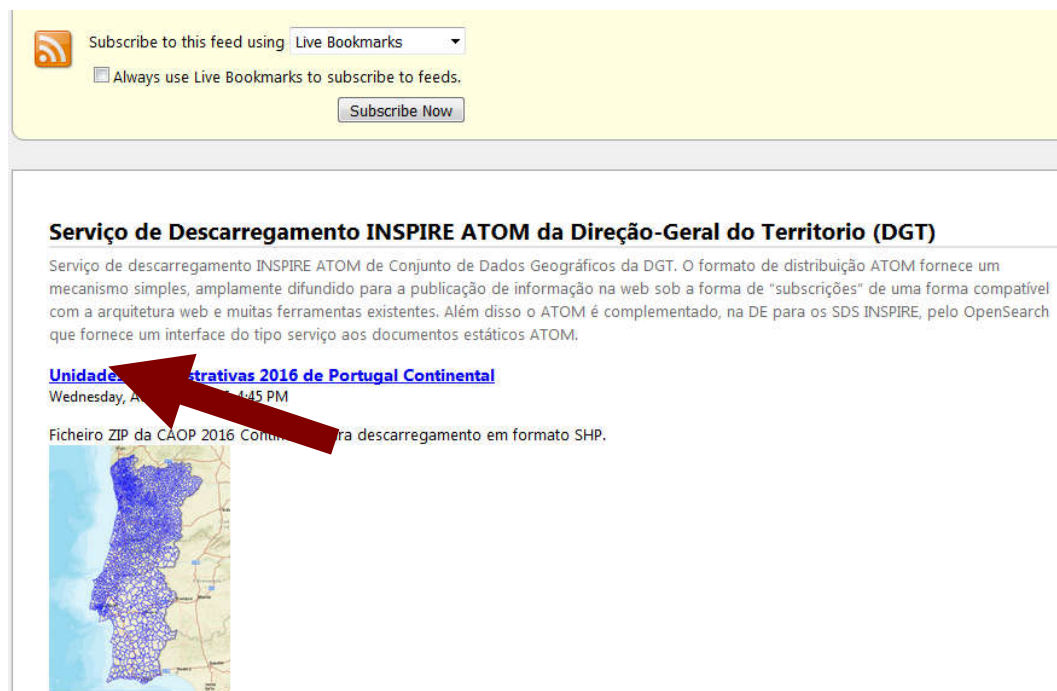 Subscribe to this feed using Live Bookmarks
Always use Live Bookmarks to subscribe to feeds.
Subscribe Now
Serviço de Descarregamento INSPIRE ATOM da Direção-Geral do Territorio (DGT)
Serviço de descarregamento INSPIRE ATOM de Conjunto de Dados Geográficos da DGT. O formato de distribuição ATOM fornece um
mecanismo simples, amplamente difundido para a publicação de informação na web sob a forma de "subscrições" de uma forma compatível
com a arquitetura web e muitas ferramentas existentes. Além disso o ATOM é complementado, na DE para os SDS INSPIRE, pelo OpenSearch
que fornece um interface do tipo serviço aos documentos estáticos ATOM.
2016 de Portugal Continental
Wednesday, 4:45 PM
Ficheiro ZIP da CAOP 2016 descarregamento em formato SHP.